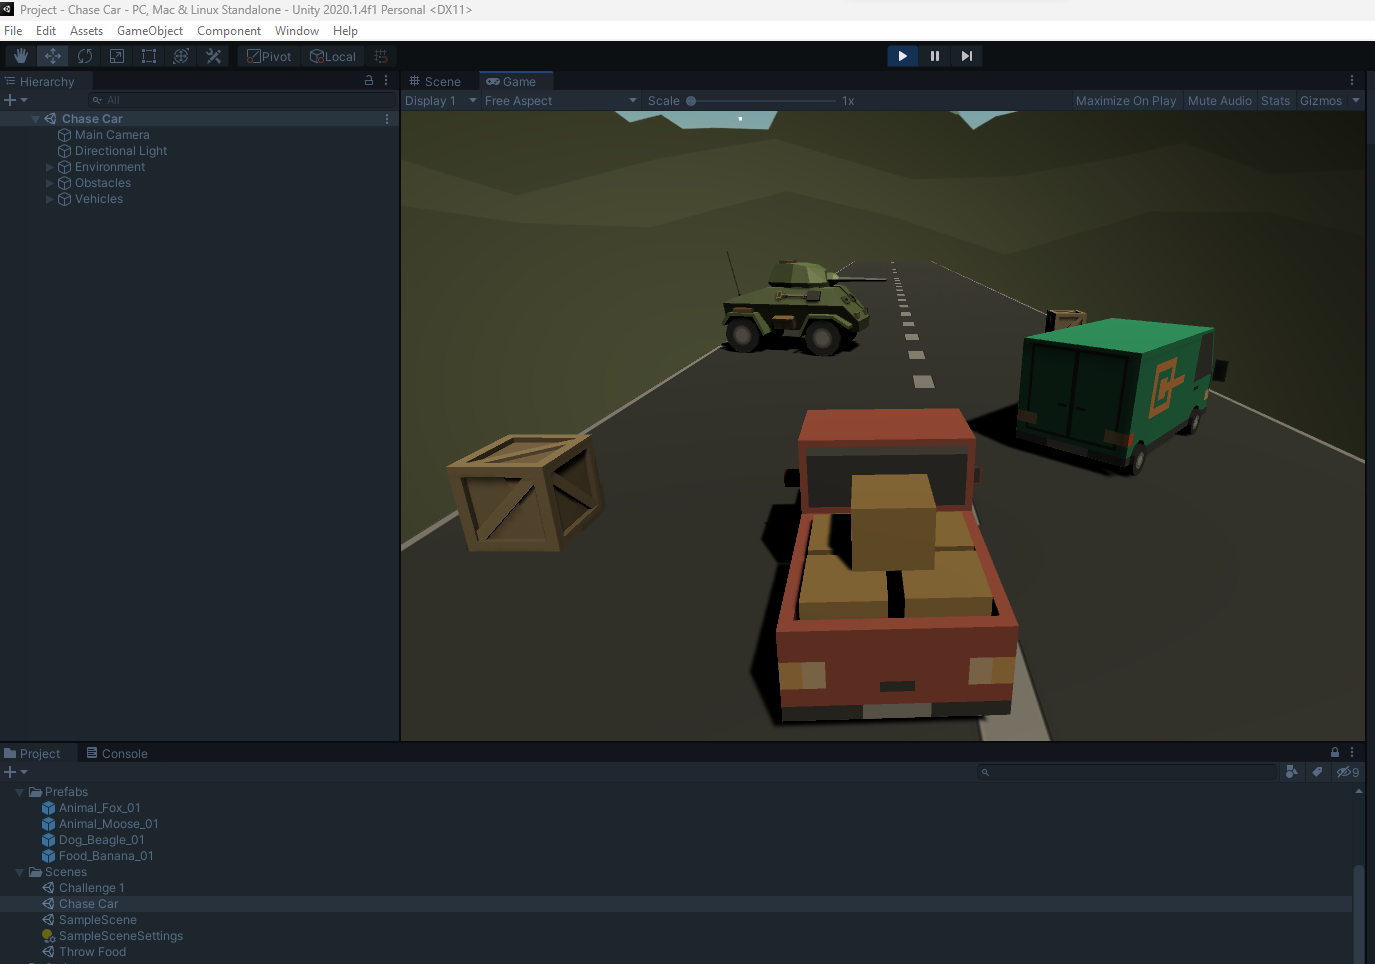 Project - Chase Car - PC, Mac & Linux Standalone - Unity 2020.1.4f1 Personal <DX11>
File Edit Assets GameObject Component Window Help
Pivot Local
Hierarchy
All
Chase Car
Main Camera
Directional Light
Environment
Obstacles
Vehicles
Scene Game
Display 1 Free Aspect Scale 1x Maximize On Play Mute Audio Stats Gizmos
Project Console
9
Prefabs
Animal_Fox_01
Animal_Moose_01
Dog_Beagle_01
Food_Banana_01
Scenes
Challenge 1
Chase Car
SampleScene
SampleSceneSettings
Throw Food